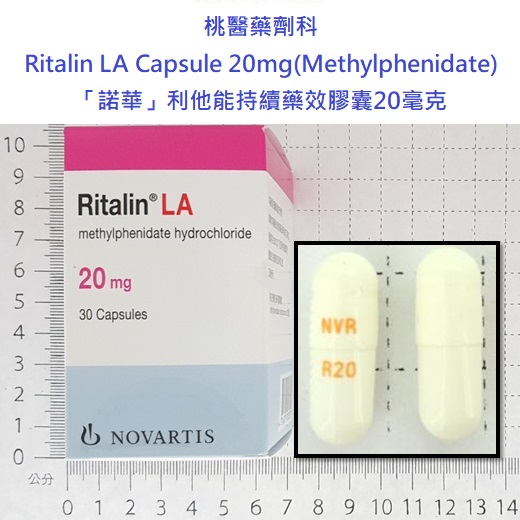 桃醫藥劑科
Ritalin LA Capsule 20mg(Methylphenidate)
「諾華」利他能持續藥效膠囊20毫克
Ritalin® LA
methylphenidate hydrochloride
20 mg
30 Capsules
NOVARTIS
NVR
R20
10
9
8
7
6
5
4
3
2
1
0
公分
0 1 2 3 4 5 6 7 8 9 10 11 12 13 14